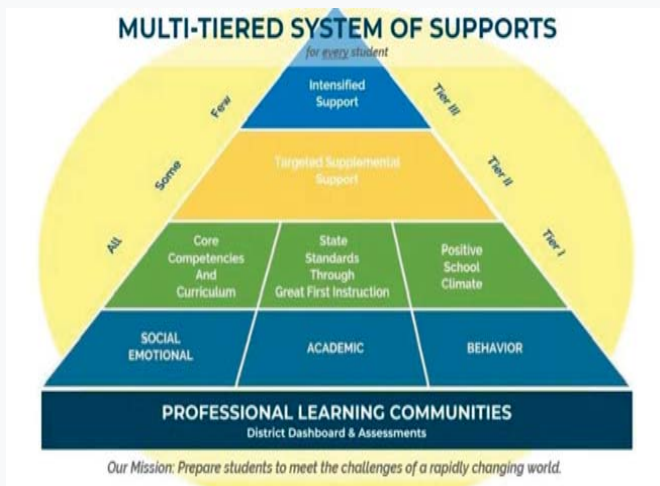 MULTI-TIERED SYSTEM OF SUPPORTS
for every student
Intensified
Support
Few
Tier III
Targeted Supplemental
Support
Some
Tier II
Core
Competencies
And
Curriculum
State
Standards
Through
Great First Instruction
Positive
School
Climate
All
Tier I
SOCIAL
EMOTIONAL
ACADEMIC
BEHAVIOR
PROFESSIONAL LEARNING COMMUNITIES
District Dashboard & Assessments
Our Mission: Prepare students to meet the challenges of a rapidly changing world.